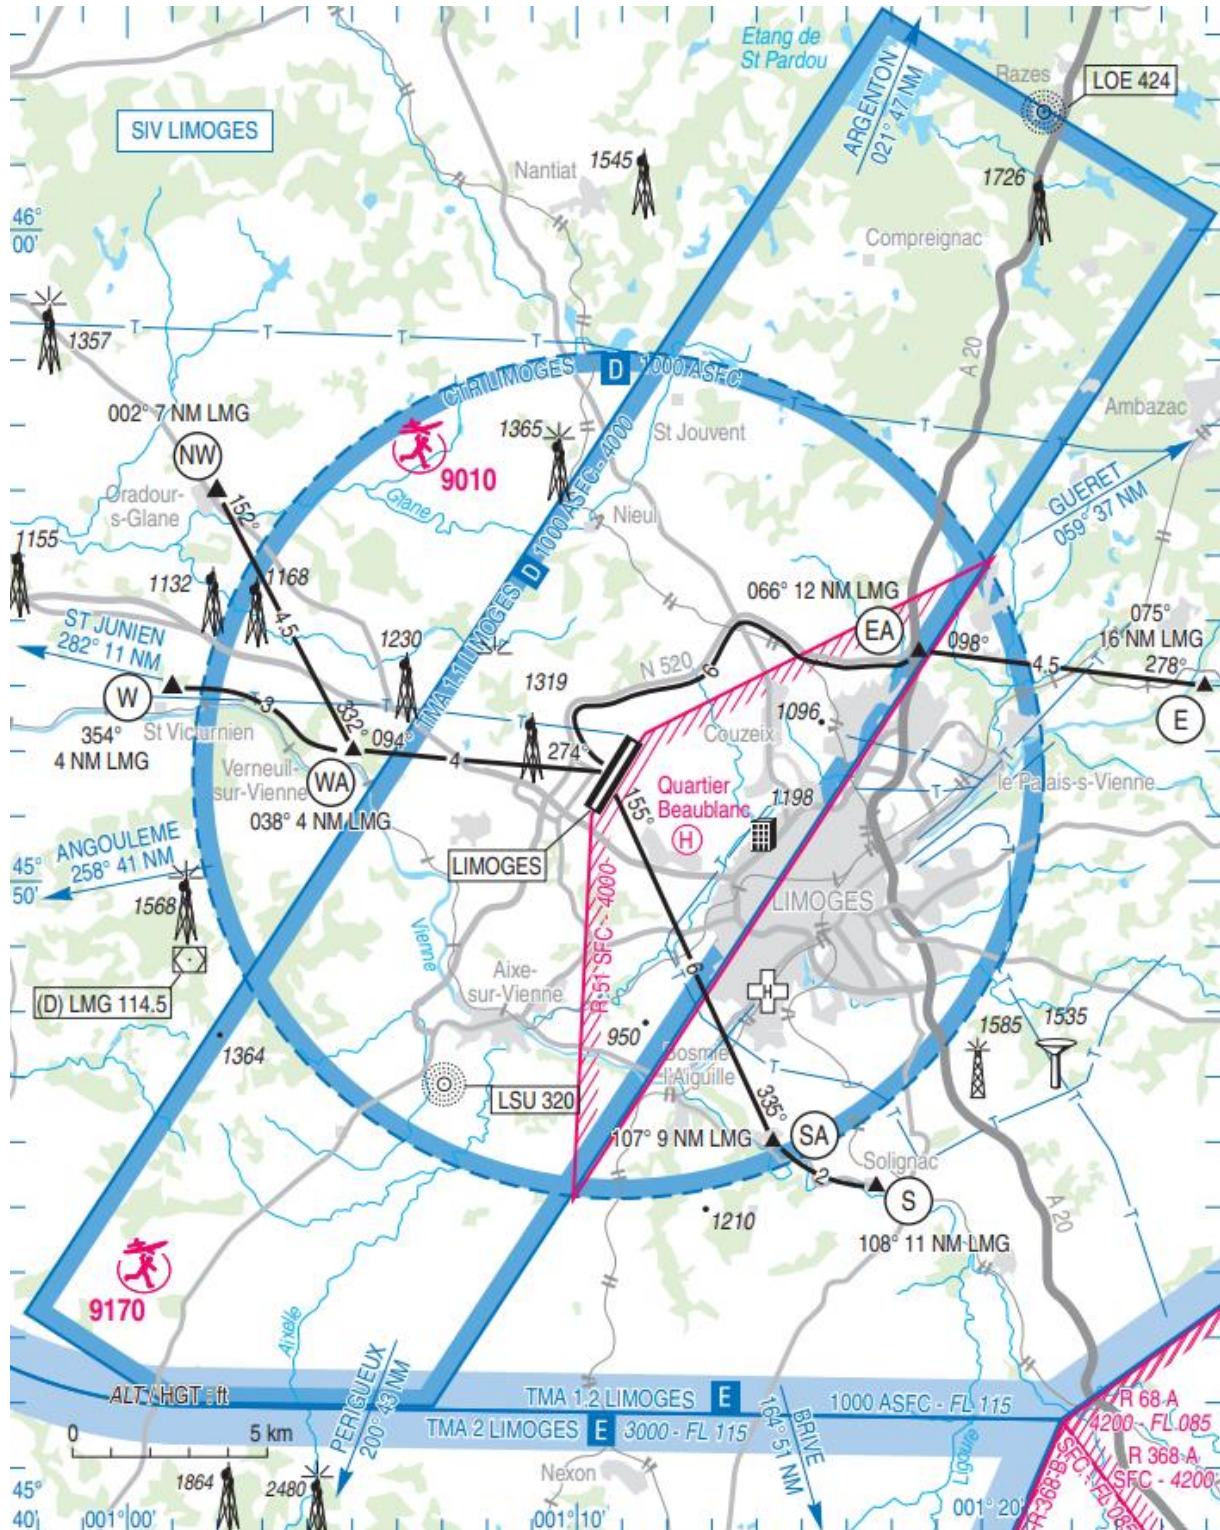 Etang de
St Pardou
Razes
LOE 424
ARGENTON
021° 47 NM
SIV LIMOGES
1545
Nantiat
1726
46°
00'
Compreignac
1357
T
T
T
T
A 20
CTR LIMOGES
D
1000 ASFC
002° 7 NM LMG
Ambazac
T
T
NW
1365
St Jouvent
9010
TMA 1.1 LIMOGES
D
1000 ASFC - 4000
GUERET
059° 37 NM
Oradour-
s-Glane
152°
Glane
Nieul
1155
1132
1168
066° 12 NM LMG
075°
16 NM LMG
EA
ST JUNIEN
282° 11 NM
4.5
1230
098°
4.5
278°
N 520
6
1319
W
T
3
332°
094°
T
T
1096
E
354°
4 NM LMG
St Victurnien
4
274°
Couzeix
T
T
Verneuil-
sur-Vienne
WA
le Palais-s-Vienne
155°
Quartier
Beaublanc
H
1198
038° 4 NM LMG
ANGOULEME
258° 41 NM
LIMOGES
45°
50'
1568
LIMOGES
R 51 SFC - 4000
Vienne
Aixe-
sur-Vienne
6
T
T
H
(D) LMG 114.5
950
1585
1535
1364
Bosmie-
l'Aiguille
T
T
LSU 320
335°
107° 9 NM LMG
SA
T
Solignac
2
S
1210
A 20
T
108° 11 NM LMG
9170
Aixelle
ALT / HGT : ft
PERIGUEUX
200° 43 NM
TMA 1.2 LIMOGES
E
1000 ASFC - FL 115
TMA 2 LIMOGES
E
3000 - FL 115
BRIVE
164° 51 NM
R 68 A
4200 - FL 085
R 368 A
SFC - 4200
R 368 B
SFC - FL 085
0
5 km
Ligoure
Nexon
1864
2480
45°
40'
001° 00'
001° 10'
001° 20'